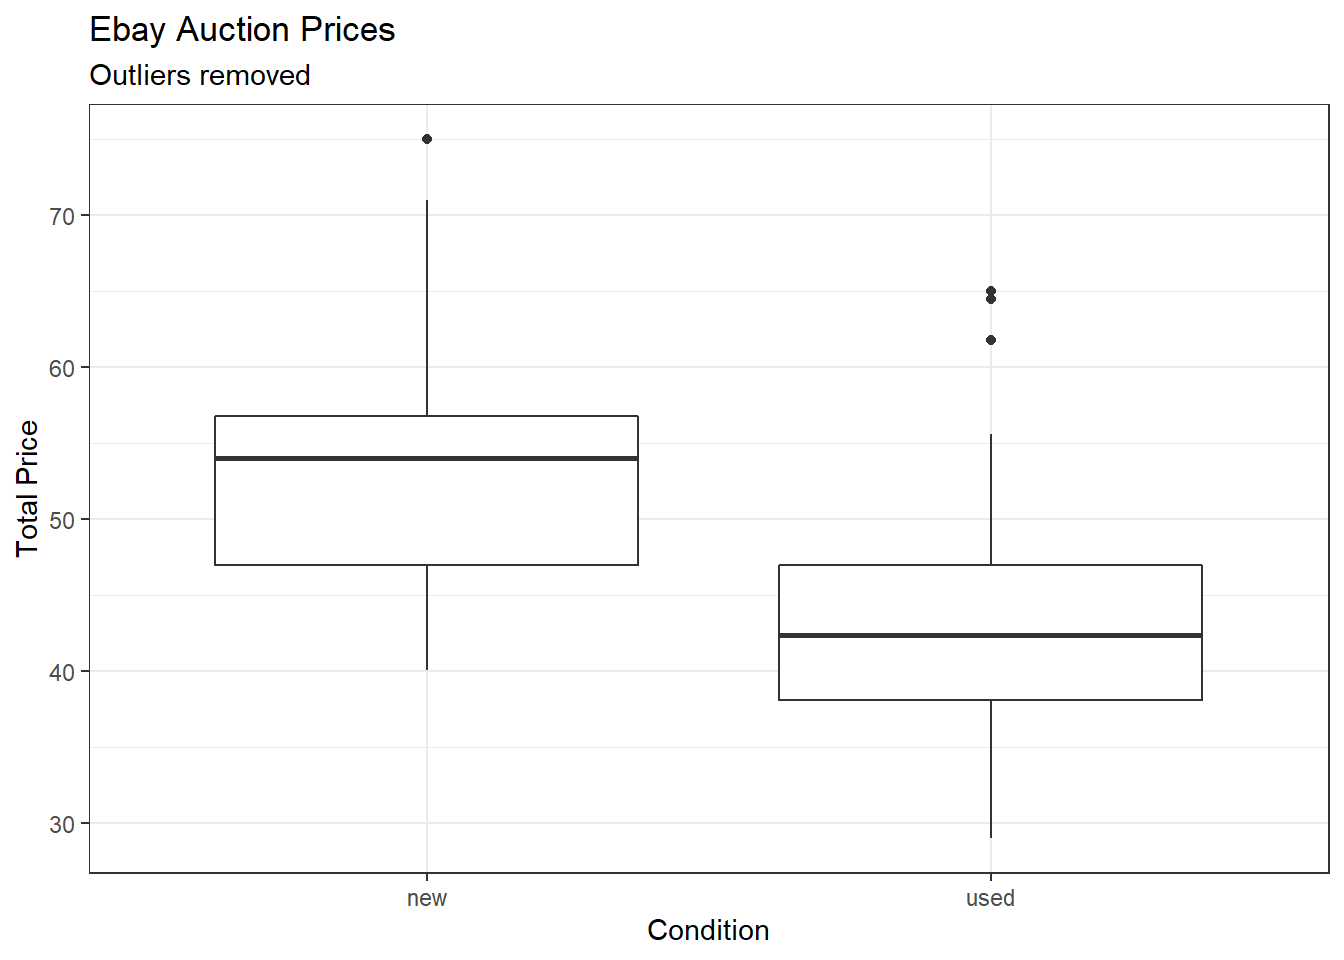 Ebay Auction Prices
Outliers removed
Total Price
70
60
50
40
30
new used
Condition